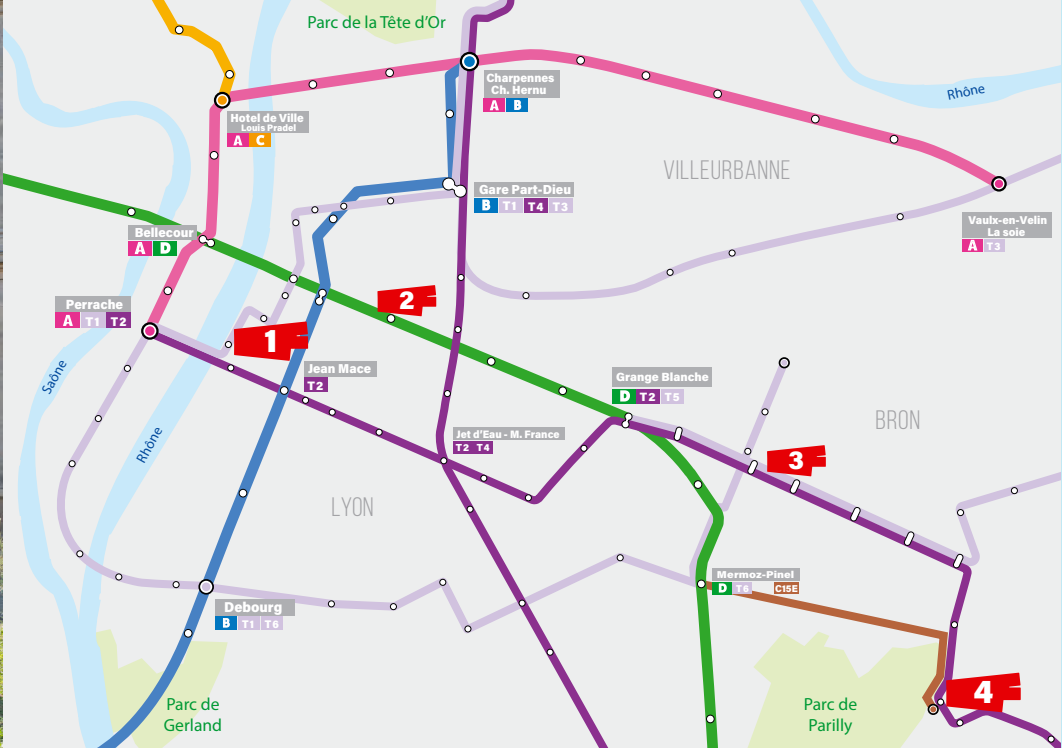 Parc de la Tête d'Or
Charpennes
Ch. Hernu
A B
Rhône
Hotel de Ville
Louis Pradel
A C
VILLEURBANNE
Gare Part-Dieu
B T1 T4 T3
Vaulx-en-Velin
La soie
A T3
Bellecour
A D
Perrache
A T1 T2
2
1
Jean Mace
T2
Grange Blanche
D T2 T5
Saône
Rhône
BRON
Jet d'Eau - M. France
T2 T4
3
LYON
Mermoz-Pinel
D T6 C15E
Debourg
B T1 T6
Parc de
Gerland
Parc de
Parilly
4